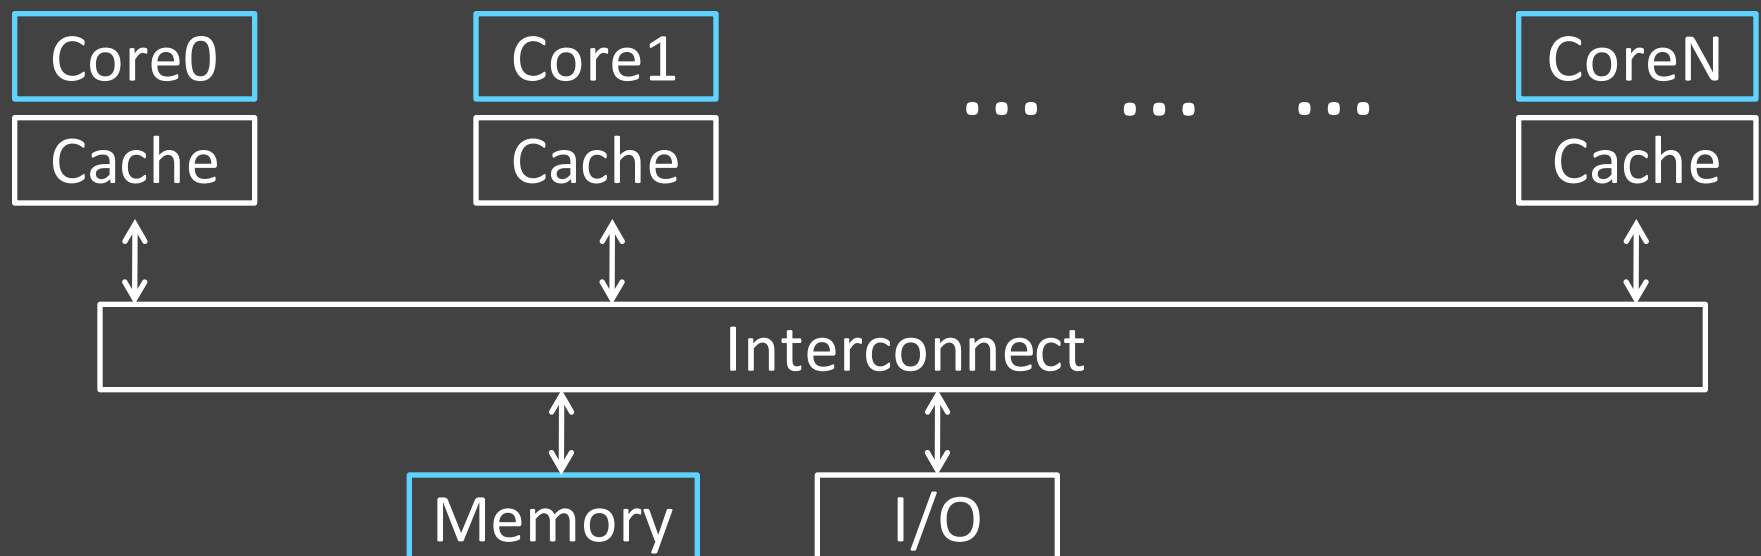 Core0
Core1
CoreN
... ... ...
Cache
Cache
Cache
Interconnect
Memory
I/O